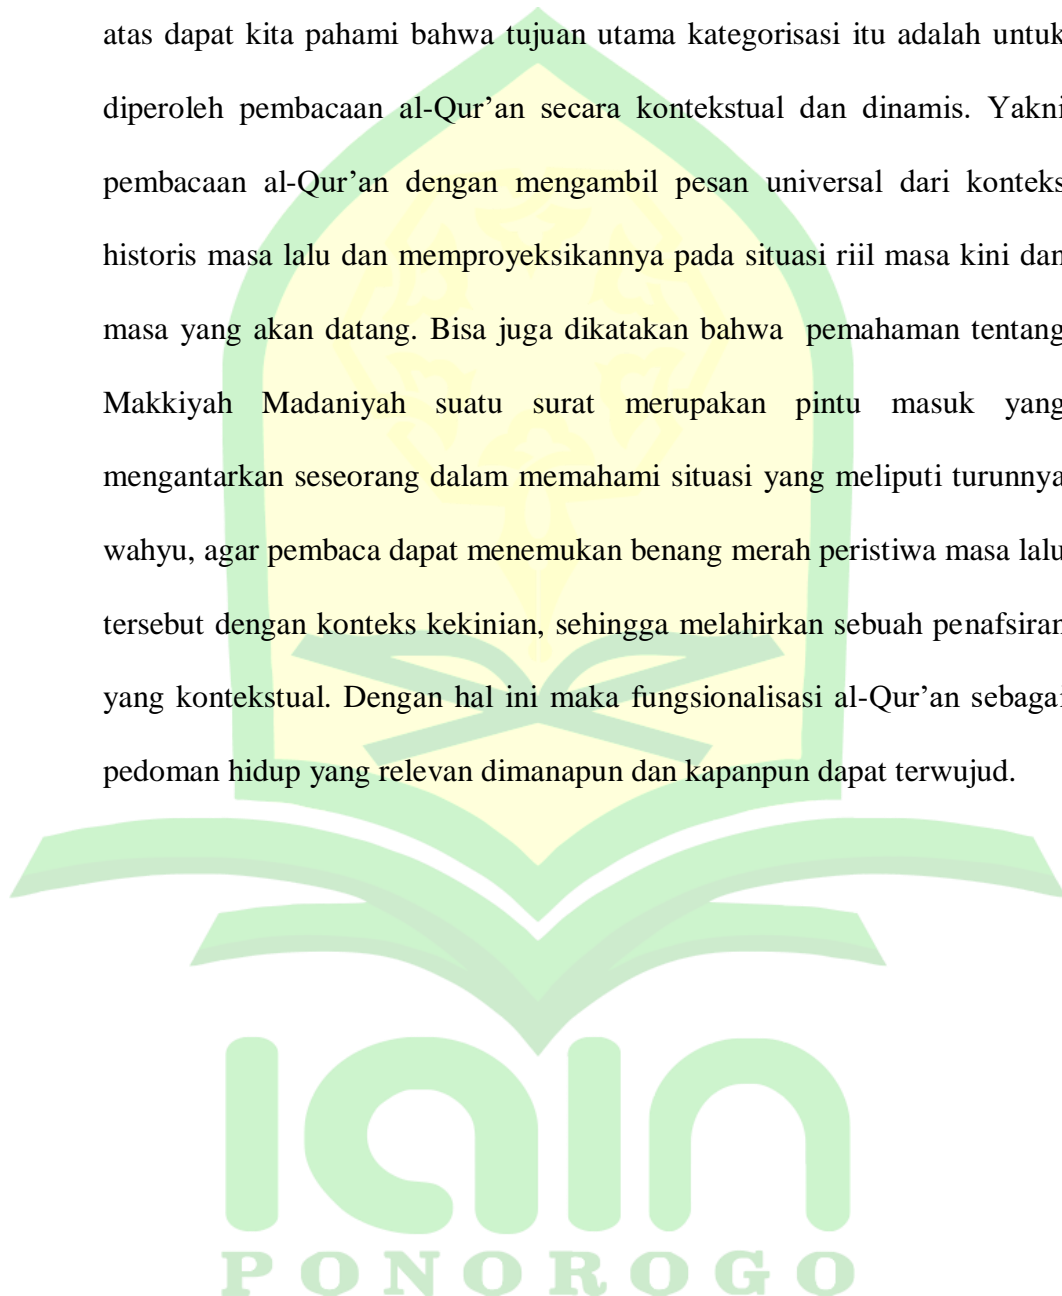 atas dapat kita pahami bahwa tujuan utama kategorisasi itu adalah untuk
diperoleh pembacaan al-Qur’an secara kontekstual dan dinamis. Yakni
pembacaan al-Qur’an dengan mengambil pesan universal dari konteks
historis masa lalu dan memproyeksikannya pada situasi riil masa kini dan
masa yang akan datang. Bisa juga dikatakan bahwa  pemahaman tentang
Makkiyah Madaniyah suatu surat merupakan pintu masuk yang
mengantarkan seseorang dalam memahami situasi yang meliputi turunnya
wahyu, agar pembaca dapat menemukan benang merah peristiwa masa lalu
tersebut dengan konteks kekinian, sehingga melahirkan sebuah penafsiran
yang kontekstual. Dengan hal ini maka fungsionalisasi al-Qur’an sebagai
pedoman hidup yang relevan dimanapun dan kapanpun dapat terwujud.
IAIN
PONOROGO